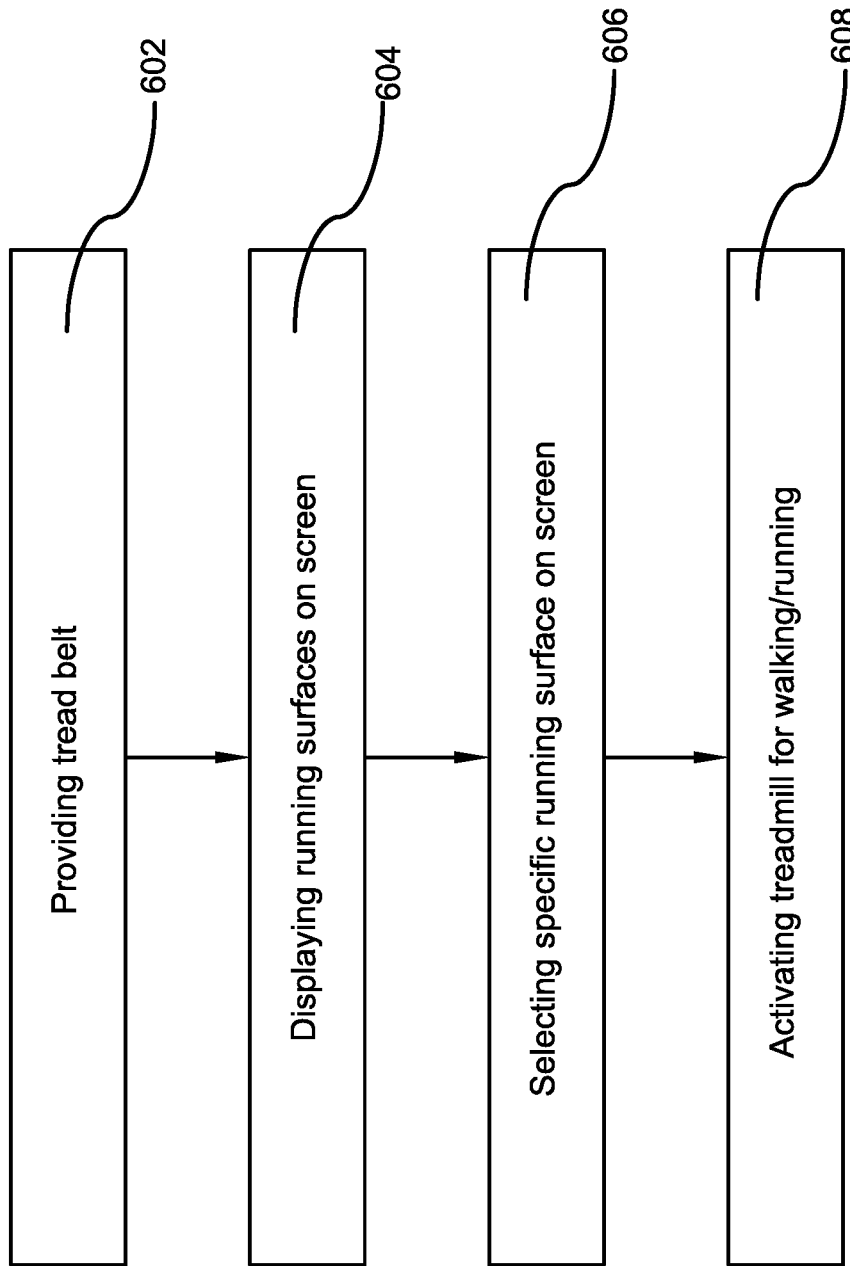 Providing tread belt
602
Displaying running surfaces on screen
604
Selecting specific running surface on screen
606
Activating treadmill for walking/running
608